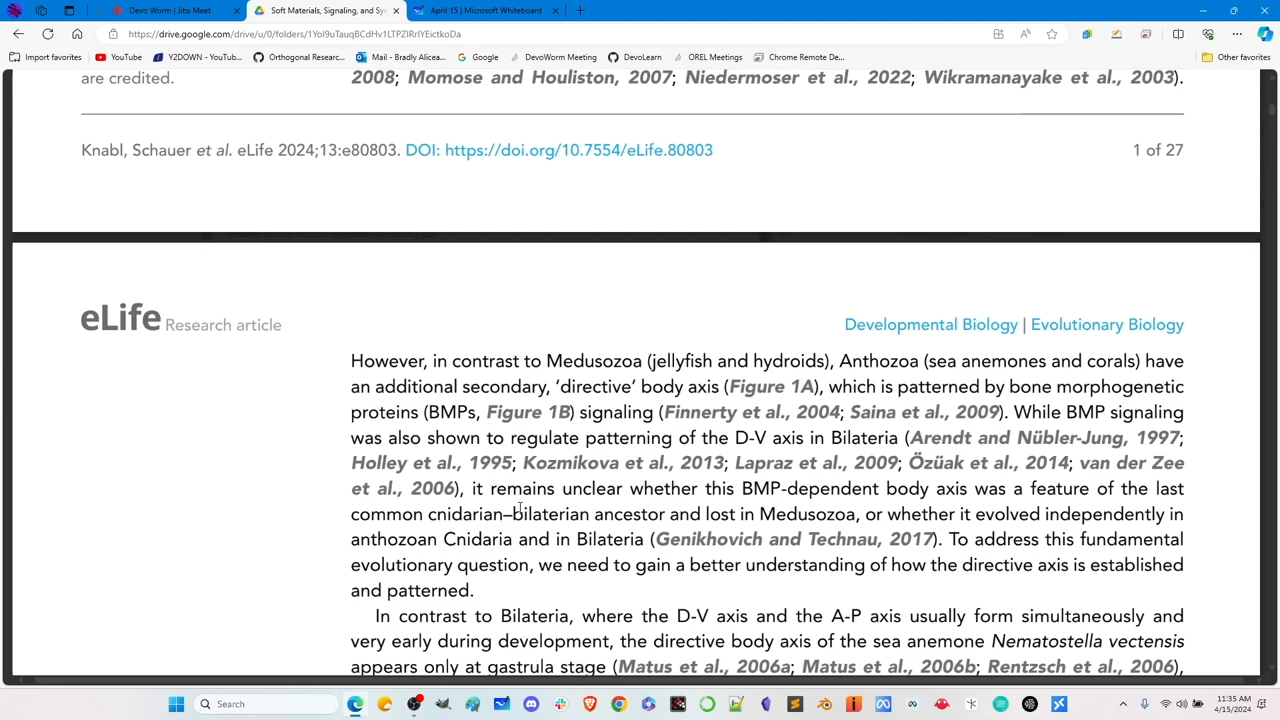 Devo Worm | Jitsi Meet
Soft Materials, Signaling, and Sy
April 15 | Microsoft Whiteboard
https://drive.google.com/drive/u/0/folders/1Yol9uTauqBCdHv1LTPZlRrlYEictkoDa
Import favorites
YouTube
Y2DOWN - YouTub...
Orthogonal Researc...
Mail - Bradly Alicea...
Google
DevoWorm Meeting
DevoLearn
OREL Meetings
Chrome Remote De...
Other favorites
are credited.
2008; Momose and Houliston, 2007; Niedermoser et al., 2022; Wikramanayake et al., 2003).
Knabl, Schauer et al. eLife 2024;13:e80803. DOI: https://doi.org/10.7554/eLife.80803
1 of 27
eLife Research article
Developmental Biology | Evolutionary Biology
However, in contrast to Medusozoa (jellyfish and hydroids), Anthozoa (sea anemones and corals) have
an additional secondary, ‘directive’ body axis (Figure 1A), which is patterned by bone morphogenetic
proteins (BMPs, Figure 1B) signaling (Finnerty et al., 2004; Saina et al., 2009). While BMP signaling
was also shown to regulate patterning of the D-V axis in Bilateria (Arendt and Nübler-Jung, 1997;
Holley et al., 1995; Kozmikova et al., 2013; Lapraz et al., 2009; Özüak et al., 2014; van der Zee
et al., 2006), it remains unclear whether this BMP-dependent body axis was a feature of the last
common cnidarian–bilaterian ancestor and lost in Medusozoa, or whether it evolved independently in
anthozoan Cnidaria and in Bilateria (Genikhovich and Technau, 2017). To address this fundamental
evolutionary question, we need to gain a better understanding of how the directive axis is established
and patterned.
In contrast to Bilateria, where the D-V axis and the A-P axis usually form simultaneously and
very early during development, the directive body axis of the sea anemone Nematostella vectensis
appears only at gastrula stage (Matus et al., 2006a; Matus et al., 2006b; Rentzsch et al., 2006),
Search
11:35 AM
4/15/2024